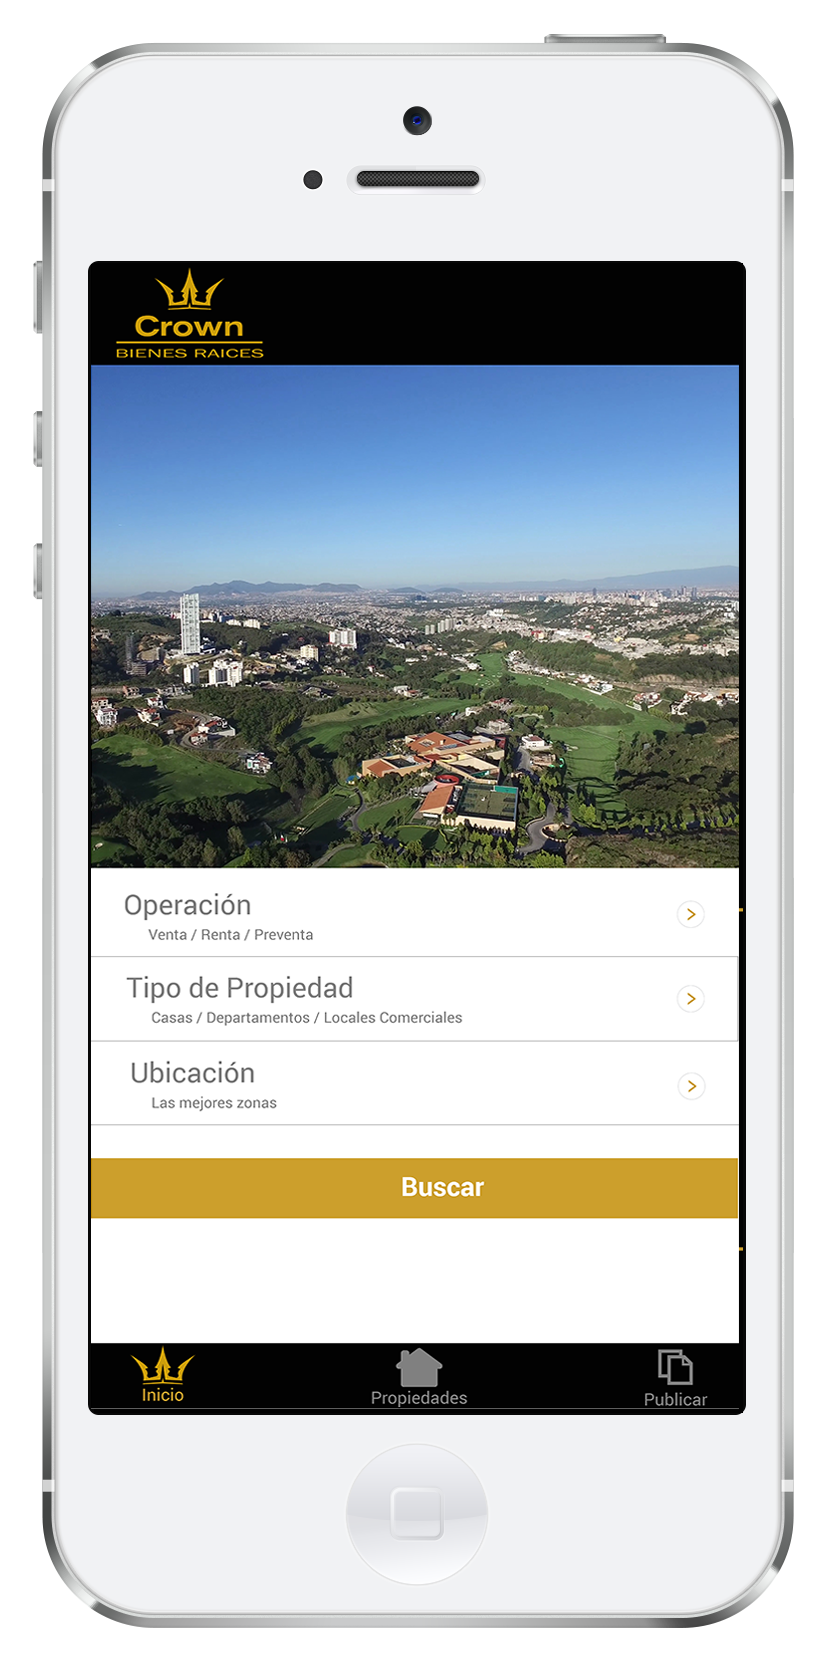 Crown
BIENES RAICES
Operación
Venta / Renta / Preventa
Tipo de Propiedad
Casas / Departamentos / Locales Comerciales
Ubicación
Las mejores zonas
Buscar
Inicio
Propiedades
Publicar